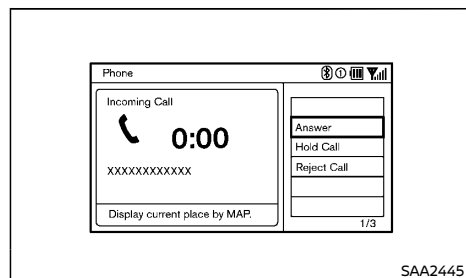 Phone
①
Incoming Call
0:00
XXXXXXXXXXXX
Display current place by MAP.
Answer
Hold Call
Reject Call
1/3
SAA2445